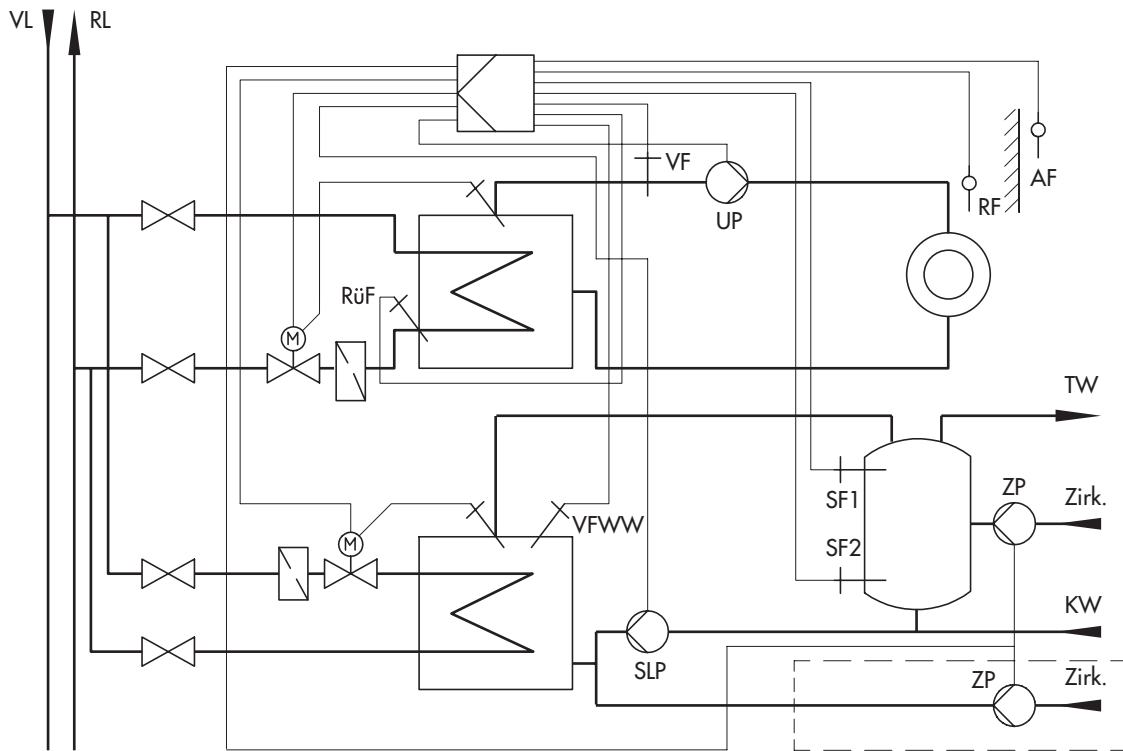 VL RL
VF
UP
RF
AF
RüF
M
TW
SF1
ZP
Zirk.
VFWW
M
SF2
KW
SLP
ZP
Zirk.